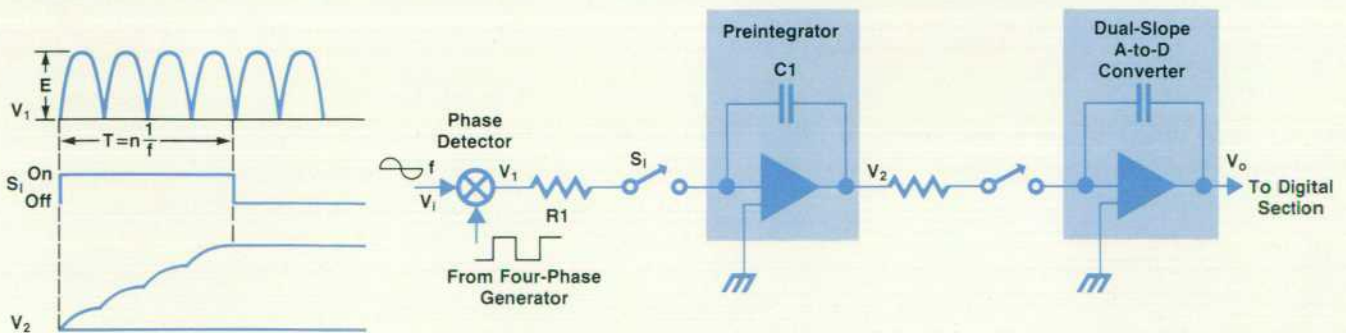 E
V1
T=n 1/f
SI
On
Off
V2
Phase
Detector
f
Vi
V1
R1
From Four-Phase
Generator
SI
Preintegrator
C1
V2
Dual-Slope
A-to-D
Converter
Vo
To Digital
Section